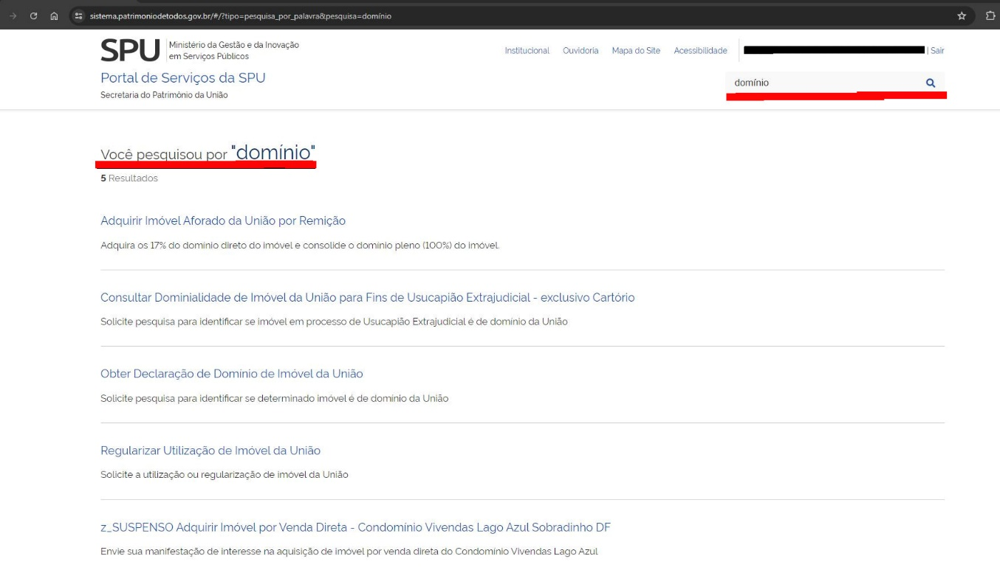 sistema.patrimoniodetodos.gov.br/#/?tipo=pesquisa_por_palavra&pesquisa=domínio
SPU
Ministério da Gestão e da Inovação
em Serviços Públicos
Portal de Serviços da SPU
Secretaria do Patrimônio da União
Institucional Ouvidoria Mapa do Site Acessibilidade | Sair
domínio
Você pesquisou por "domínio"
5 Resultados
Adquirir Imóvel Aforado da União por Remição
Adquira os 17% do domínio direto do imóvel e consolide o domínio pleno (100%) do imóvel.
Consultar Dominialidade de Imóvel da União para Fins de Usucapião Extrajudicial - exclusivo Cartório
Solicite pesquisa para identificar se imóvel em processo de Usucapião Extrajudicial é de domínio da União
Obter Declaração de Domínio de Imóvel da União
Solicite pesquisa para identificar se determinado imóvel é de domínio da União
Regularizar Utilização de Imóvel da União
Solicite a utilização ou regularização de imóvel da União
z_SUSPENSO Adquirir Imóvel por Venda Direta - Condomínio Vivendas Lago Azul Sobradinho DF
Envie sua manifestação de interesse na aquisição de imóvel por venda direta do Condomínio Vivendas Lago Azul